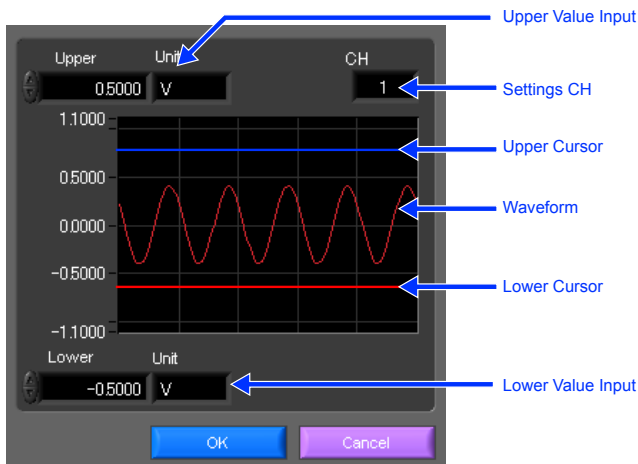 Upper Value Input
Upper Unit CH
0.5000 V 1
Settings CH
1.1000
Upper Cursor
0.5000
Waveform
0.0000
-0.5000
Lower Cursor
-1.1000
Lower Unit
-0.5000 V
Lower Value Input
OK Cancel